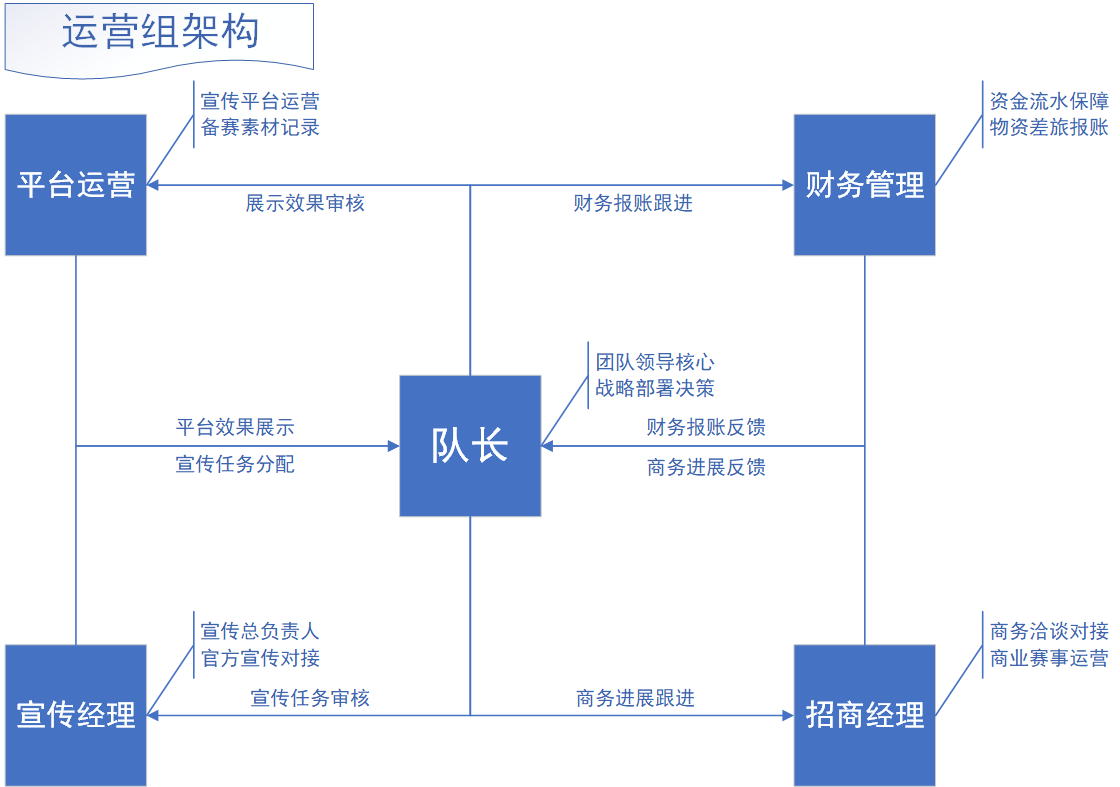 运营组架构
宣传平台运营
备赛素材记录
资金流水保障
物资差旅报账
平台运营
财务管理
展示效果审核
财务报账跟进
团队领导核心
战略部署决策
平台效果展示
宣传任务分配
队长
财务报账反馈
商务进展反馈
宣传总负责人
官方宣传对接
商务洽谈对接
商业赛事运营
宣传任务审核
商务进展跟进
宣传经理
招商经理